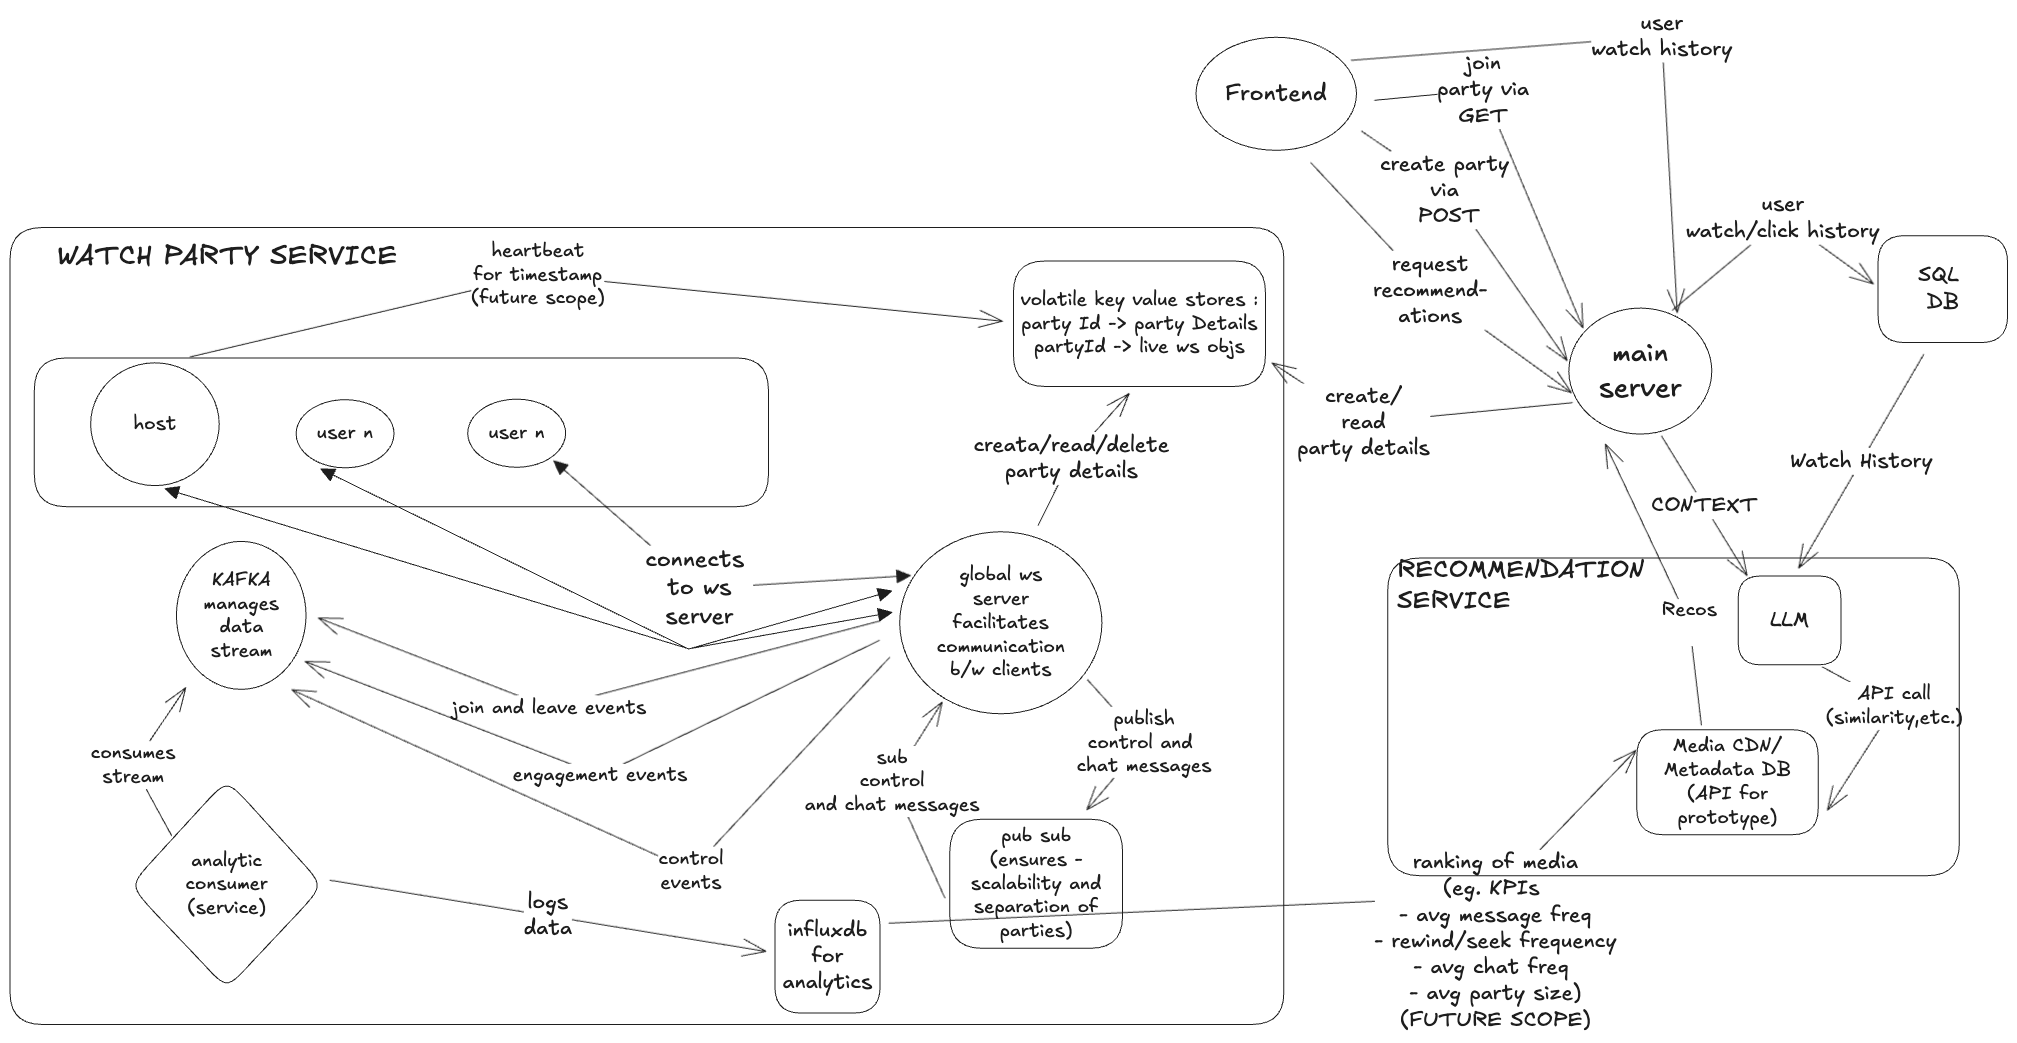 user
watch history
join
party via
GET
Frontend
create party
via
POST
request
recommend-
ations
user
watch/click history
SQL
DB
main
server
WATCH PARTY SERVICE
heartbeat
for timestamp
(future scope)
volatile key value stores :
party Id -> party Details
partyId -> live ws objs
host
user n
user n
create/
read
party details
creata/read/delete
party details
Watch History
CONTEXT
connects
to ws
server
global ws
server
facilitates
communication
b/w clients
KAFKA
manages
data
stream
RECOMMENDATION
SERVICE
Recos
LLM
API call
(similarity,etc.)
join and leave events
engagement events
control
events
consumes
stream
sub
control
and chat messages
publish
control and
chat messages
Media CDN/
Metadata DB
(API for
prototype)
analytic
consumer
(service)
logs
data
influxdb
for
analytics
pub sub
(ensures -
scalability and
separation of
parties)
ranking of media
(eg. KPIs
- avg message freq
- rewind/seek frequency
- avg chat freq
- avg party size)
(FUTURE SCOPE)